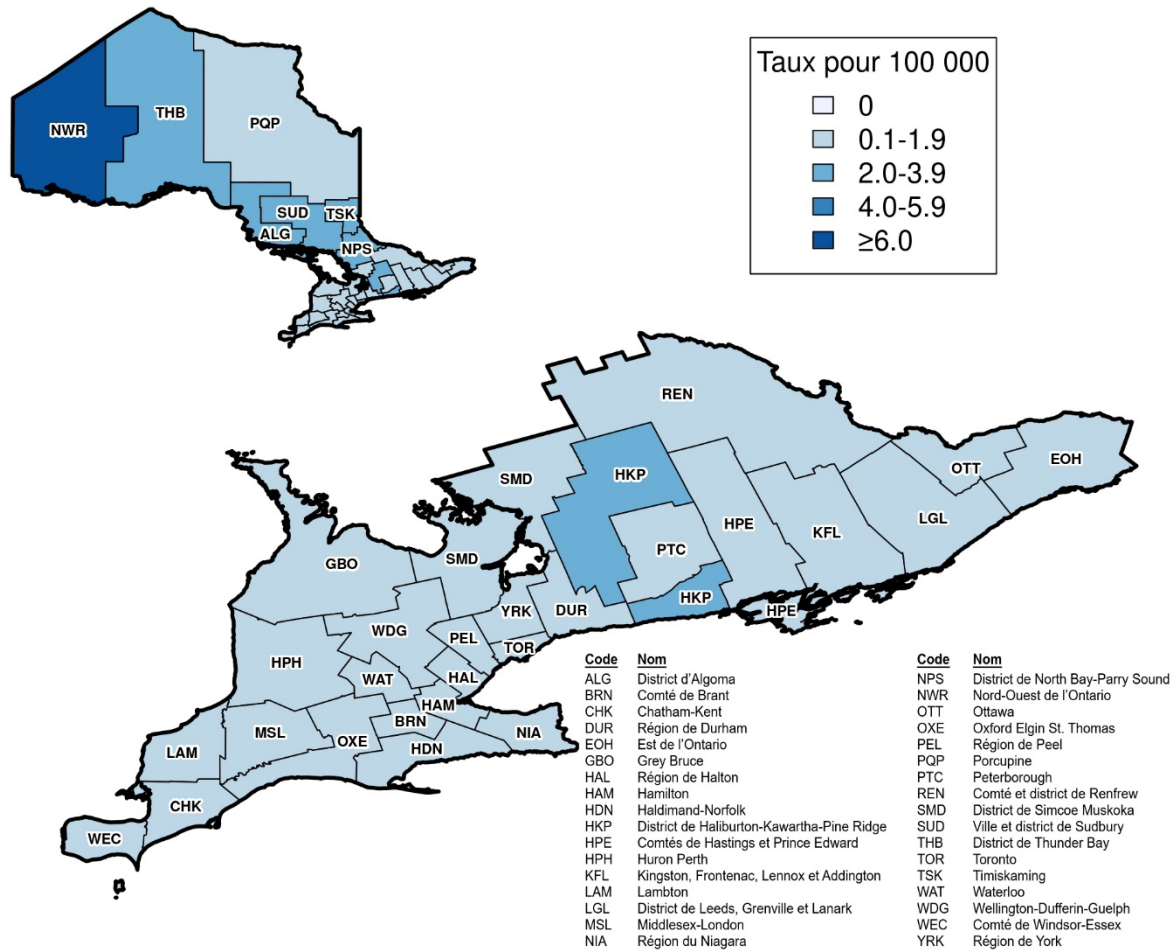 Taux pour 100 000
0
0.1-1.9
2.0-3.9
4.0-5.9
≥6.0
NWR
THB
PQP
SUD
TSK
ALG
NPS
REN
SMD
HKP
OTT
EOH
LGL
HPE
KFL
PTC
GBO
SMD
HKP
HPE
YRK
DUR
WDG
PEL
TOR
HPH
WAT
HAL
HAM
BRN
MSL
OXE
NIA
HDN
LAM
CHK
WEC
Code Nom
ALG District d'Algoma
BRN Comté de Brant
CHK Chatham-Kent
DUR Région de Durham
EOH Est de l'Ontario
GBO Grey Bruce
HAL Région de Halton
HAM Hamilton
HDN Haldimand-Norfolk
HKP District de Haliburton-Kawartha-Pine Ridge
HPE Comtés de Hastings et Prince Edward
HPH Huron Perth
KFL Kingston, Frontenac, Lennox et Addington
LAM Lambton
LGL District de Leeds, Grenville et Lanark
MSL Middlesex-London
NIA Région du Niagara
Code Nom
NPS District de North Bay-Parry Sound
NWR Nord-Ouest de l'Ontario
OTT Ottawa
OXE Oxford Elgin St. Thomas
PEL Région de Peel
PQP Porcupine
PTC Peterborough
REN Comté et district de Renfrew
SMD District de Simcoe Muskoka
SUD Ville et district de Sudbury
THB District de Thunder Bay
TOR Toronto
TSK Timiskaming
WAT Waterloo
WDG Wellington-Dufferin-Guelph
WEC Comté de Windsor-Essex
YRK Région de York